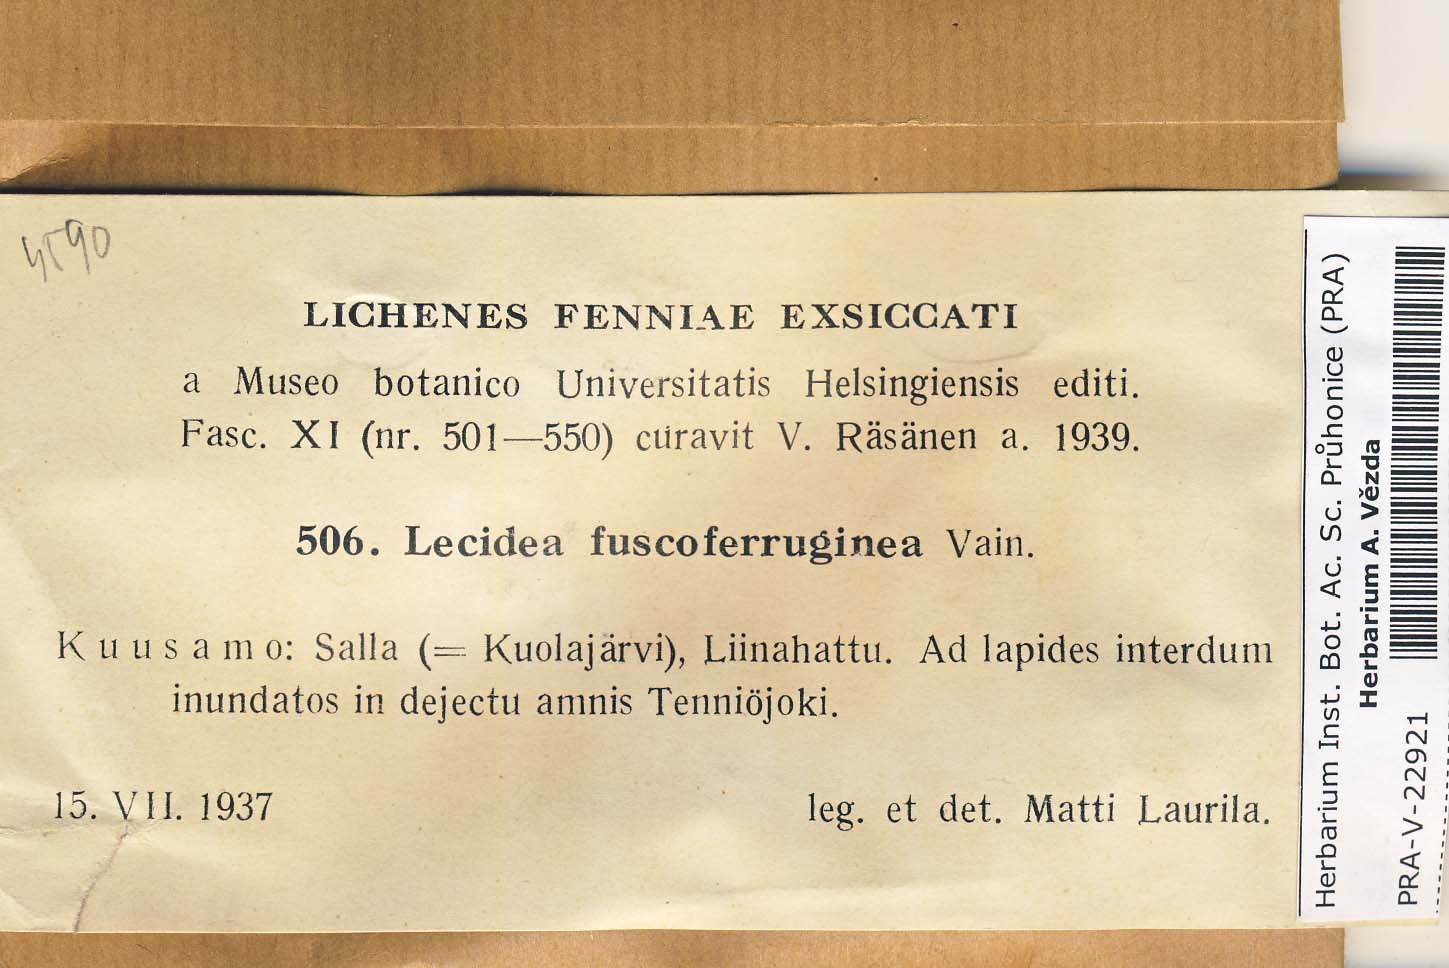 4590
LICHENES FENNIAE EXSICCATI
a Museo botanico Universitatis Helsingiensis editi.
Fasc. XI (nr. 501—550) curavit V. Räsänen a. 1939.
506. Lecidea fuscoferruginea Vain.
Kuusamo: Salla (= Kuolajärvi), Liinahattu. Ad lapides interdum
inundatos in dejectu amnis Tenniöjoki.
15. VII. 1937 leg. et det. Matti Laurila.
Herbarium Inst. Bot. Ac. Sc. Průhonice (PRA)
Herbarium A. Vězda
PRA-V-22921